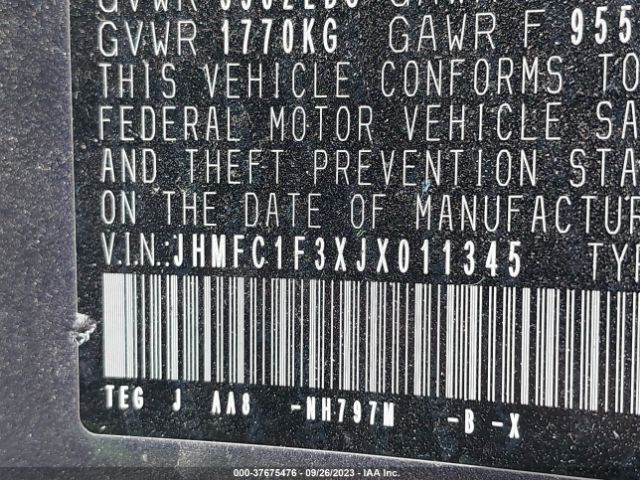 GVWR
GVWR 1770KG GAWR F 955
THIS VEHICLE CONFORMS TO
FEDERAL MOTOR VEHICLE SA
AND THEFT PREVENTION STA
ON THE DATE OF MANUFACTUR
V.I.N.: JHMFC1F3XJX011345 TYP
TEG J AA8 -NH797M -B -X
000-37675476 | 09/26/2023 | IAA Inc.